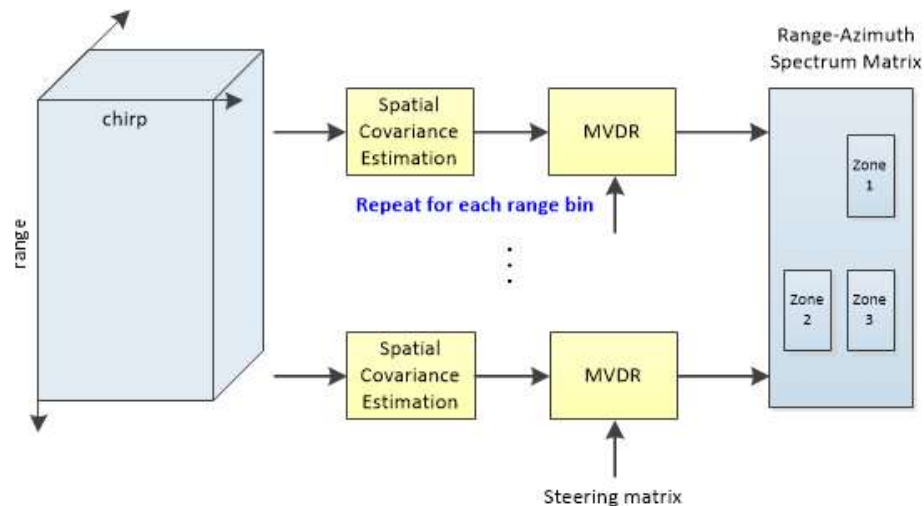 Range-Azimuth
Spectrum Matrix
chirp
range
Spatial
Covariance
Estimation
MVDR
Zone
1
Repeat for each range bin
Zone
2
Zone
3
Spatial
Covariance
Estimation
MVDR
Steering matrix